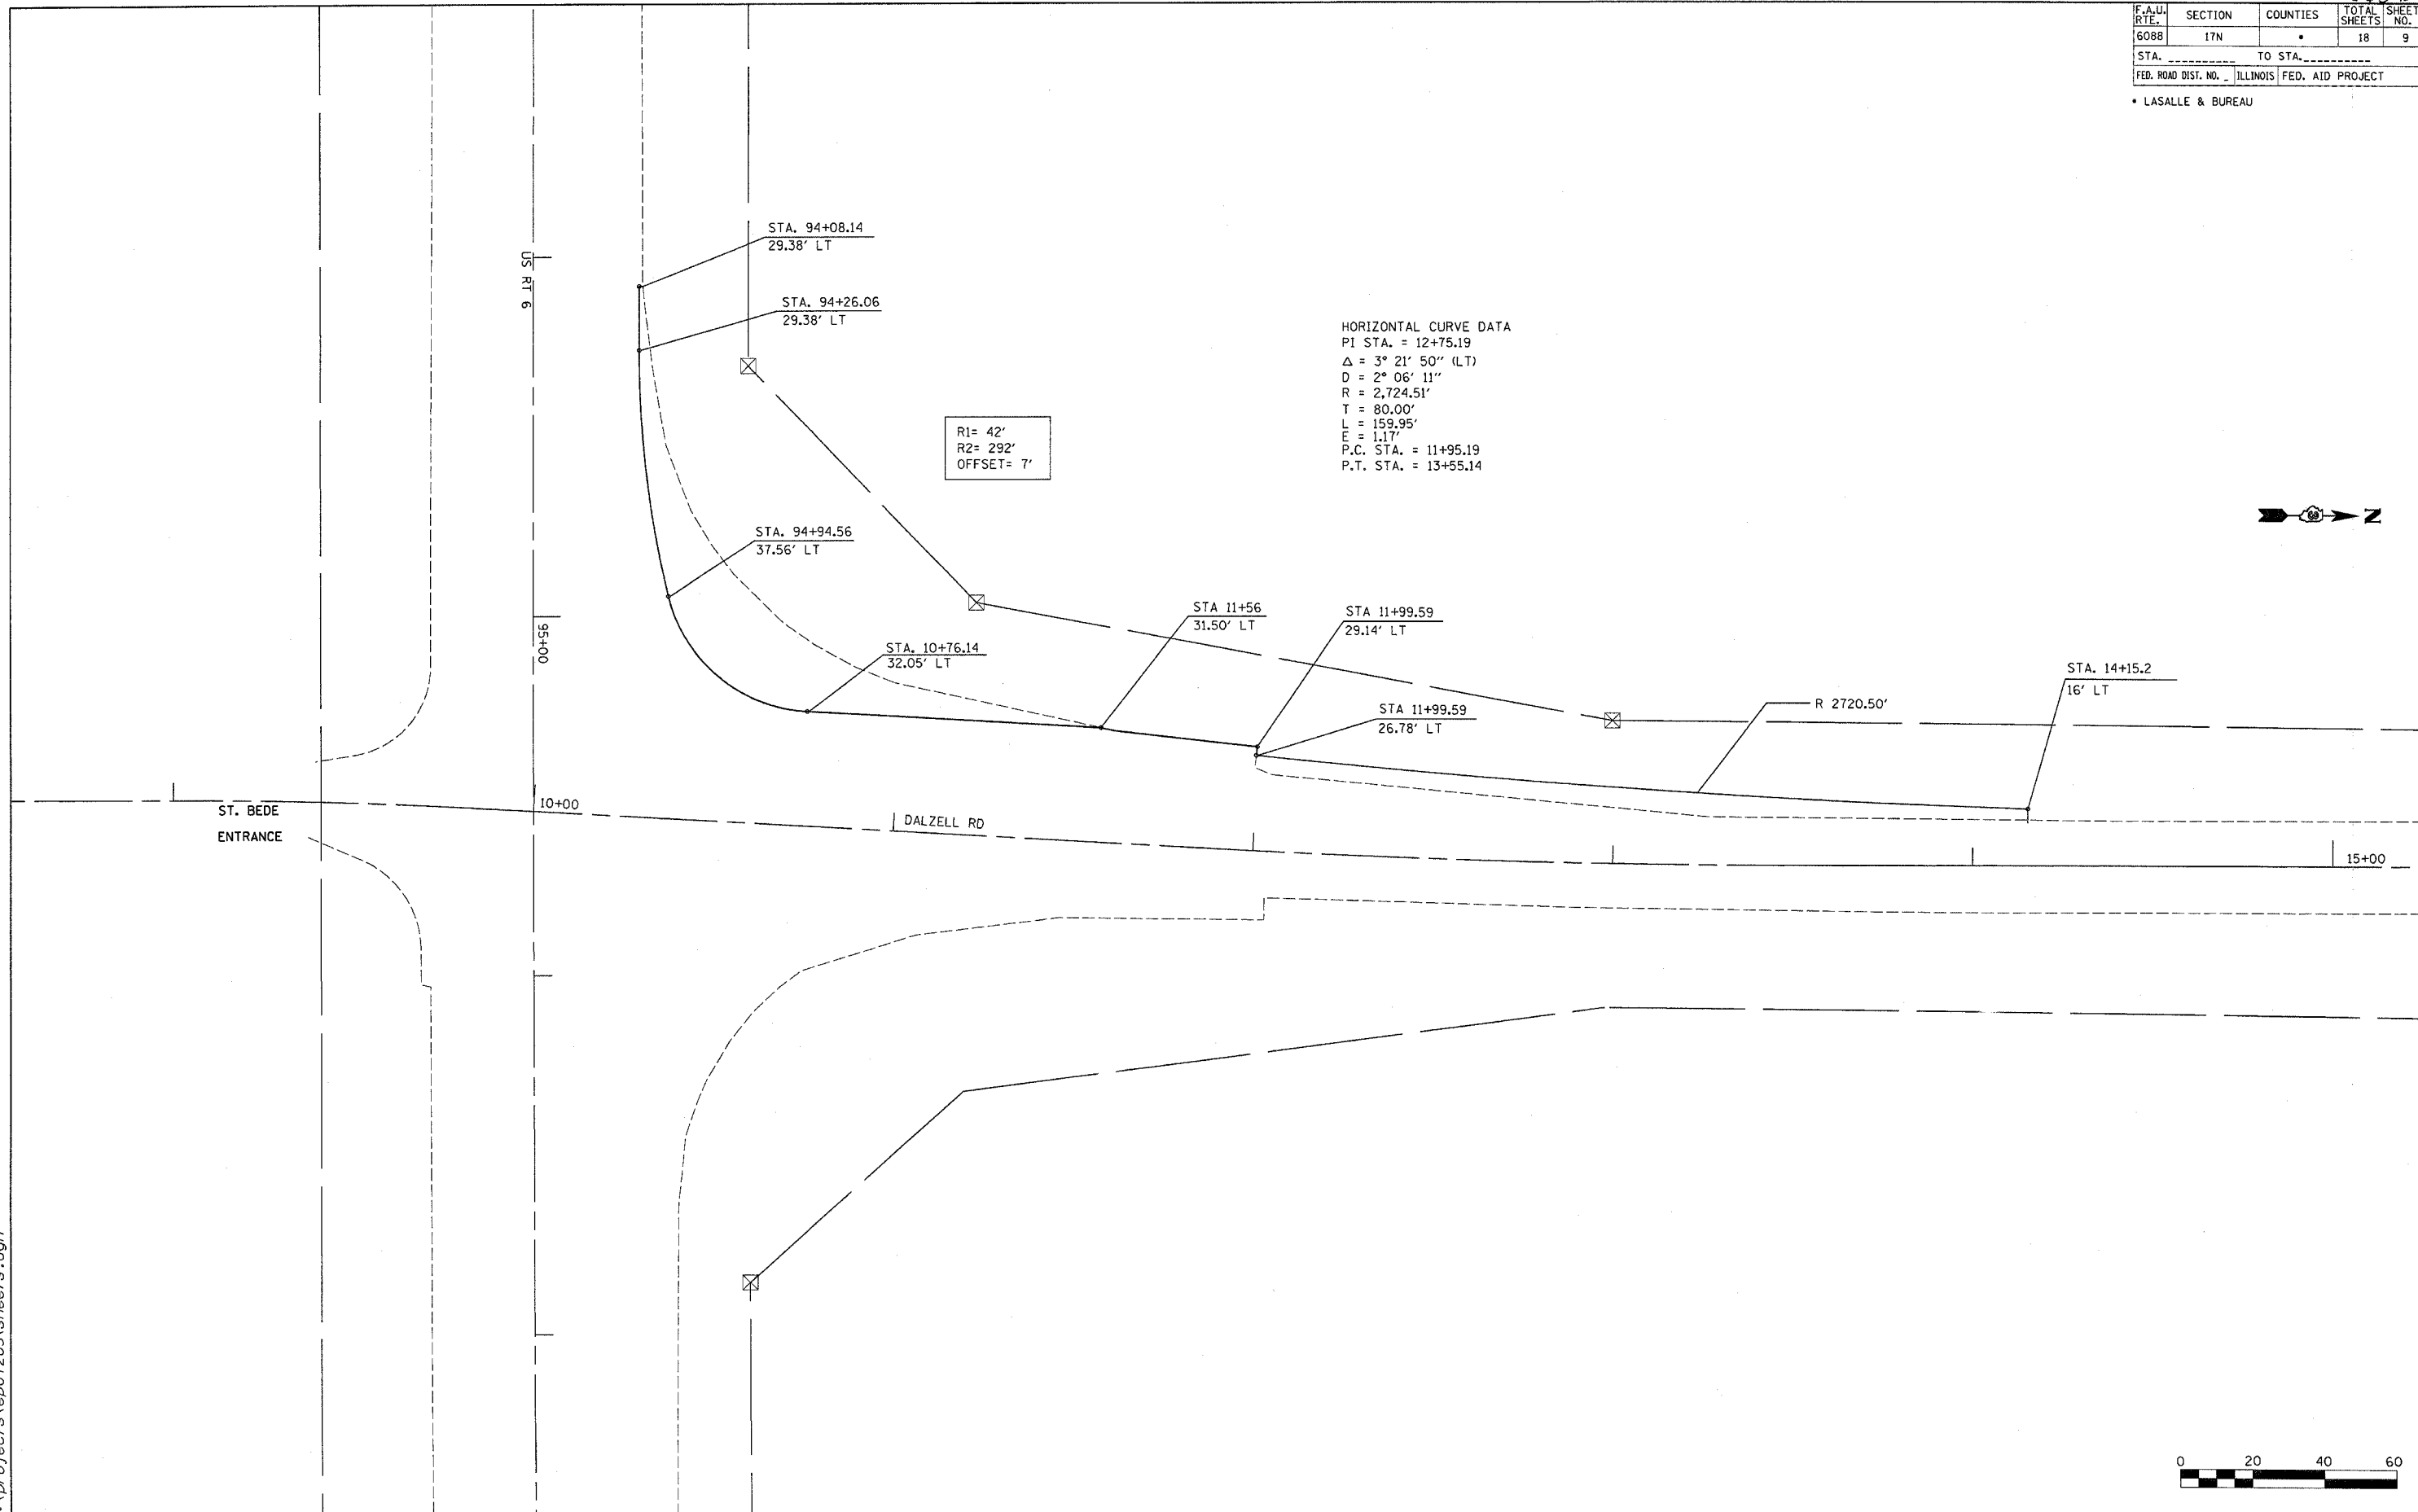 F.A.U. RTE. SECTION COUNTIES TOTAL SHEETS SHEET NO.
6088 17N • 18 9
STA. __________ TO STA.__________
FED. ROAD DIST. NO. _ ILLINOIS FED. AID PROJECT
• LASALLE & BUREAU
STA. 94+08.14
29.38' LT
US RT 6
STA. 94+26.06
29.38' LT
HORIZONTAL CURVE DATA
PI STA. = 12+75.19
Δ = 3° 21' 50'' (LT)
D = 2° 06' 11''
R = 2,724.51'
T = 80.00'
L = 159.95'
E = 1.17'
P.C. STA. = 11+95.19
P.T. STA. = 13+55.14
R1= 42'
R2= 292'
OFFSET= 7'
N
STA. 94+94.56
37.56' LT
95+00
STA. 10+76.14
32.05' LT
STA 11+56
31.50' LT
STA 11+99.59
29.14' LT
STA 11+99.59
26.78' LT
R 2720.50'
STA. 14+15.2
16' LT
ST. BEDE
ENTRANCE
10+00
DALZELL RD
15+00
0 20 40 60